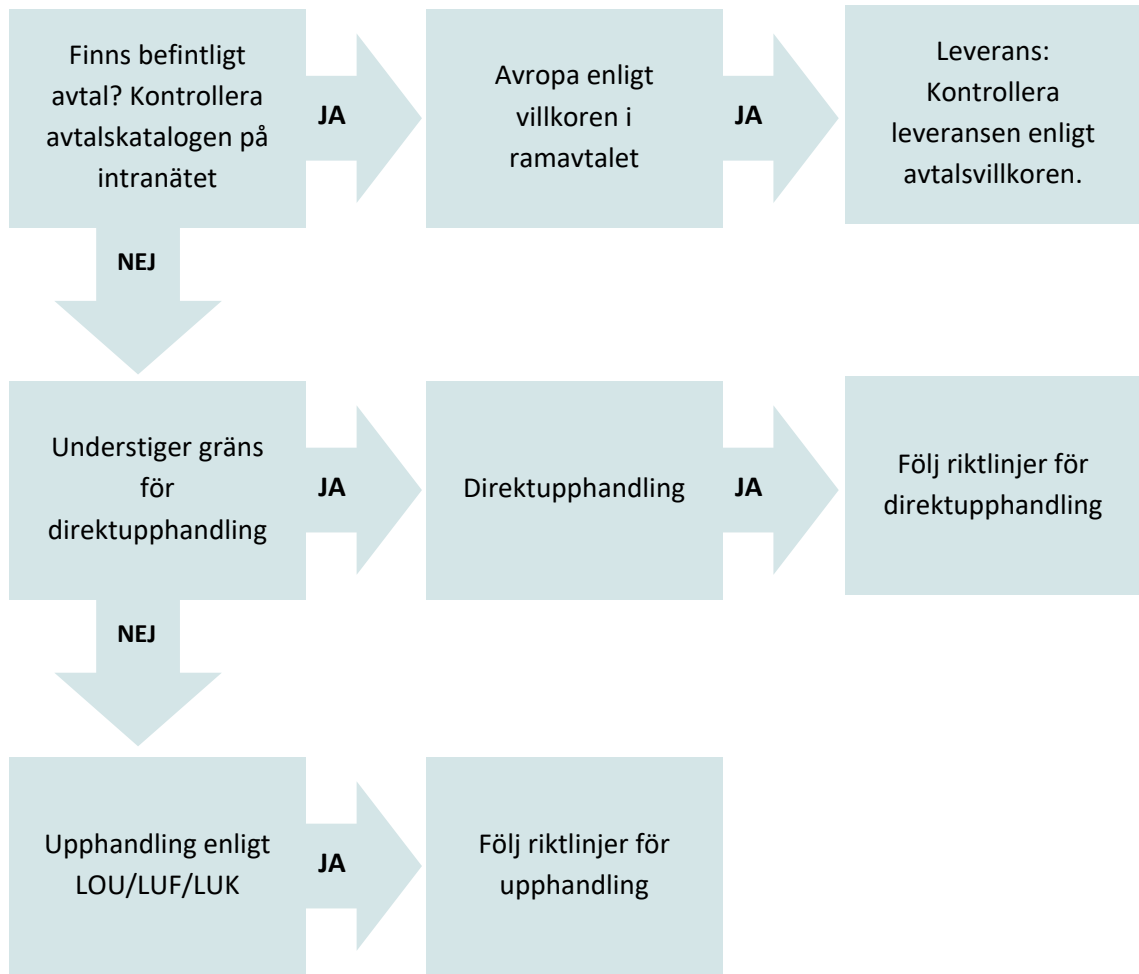 Finns befintligt
avtal? Kontrollera
avtalskatalogen på
intranätet
JA
Avropa enligt
villkoren i
ramavtalet
JA
Leverans:
Kontrollera
leveransen enligt
avtalsvillkoren.
NEJ
Understiger gräns
för
direktupphandling
JA
Direktupphandling
JA
Följ riktlinjer för
direktupphandling
NEJ
Upphandling enligt
LOU/LUF/LUK
JA
Följ riktlinjer för
upphandling